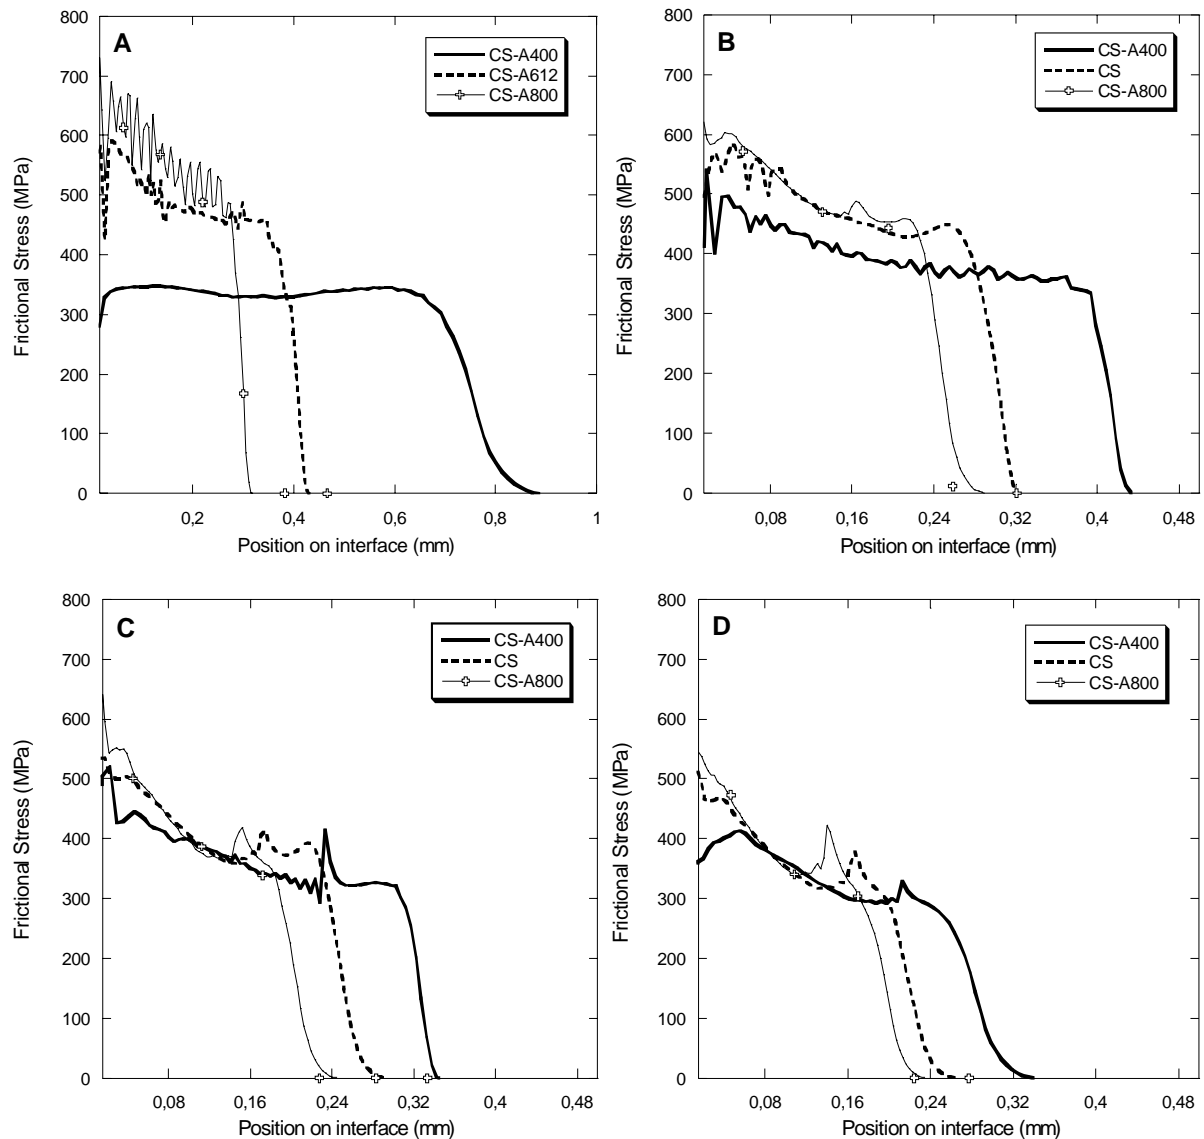 A
CS-A400
CS-A612
CS-A800
Frictional Stress (MPa)
800
700
600
500
400
300
200
100
0
0,2
0,4
0,6
0,8
1
Position on interface (mm)
B
CS-A400
CS
CS-A800
Frictional Stress (MPa)
800
700
600
500
400
300
200
100
0
0,08
0,16
0,24
0,32
0,4
0,48
Position on interface (mm)
C
CS-A400
CS
CS-A800
Frictional Stress (MPa)
800
700
600
500
400
300
200
100
0
0,08
0,16
0,24
0,32
0,4
0,48
Position on interface (mm)
D
CS-A400
CS
CS-A800
Frictional Stress (MPa)
800
700
600
500
400
300
200
100
0
0,08
0,16
0,24
0,32
0,4
0,48
Position on interface (mm)